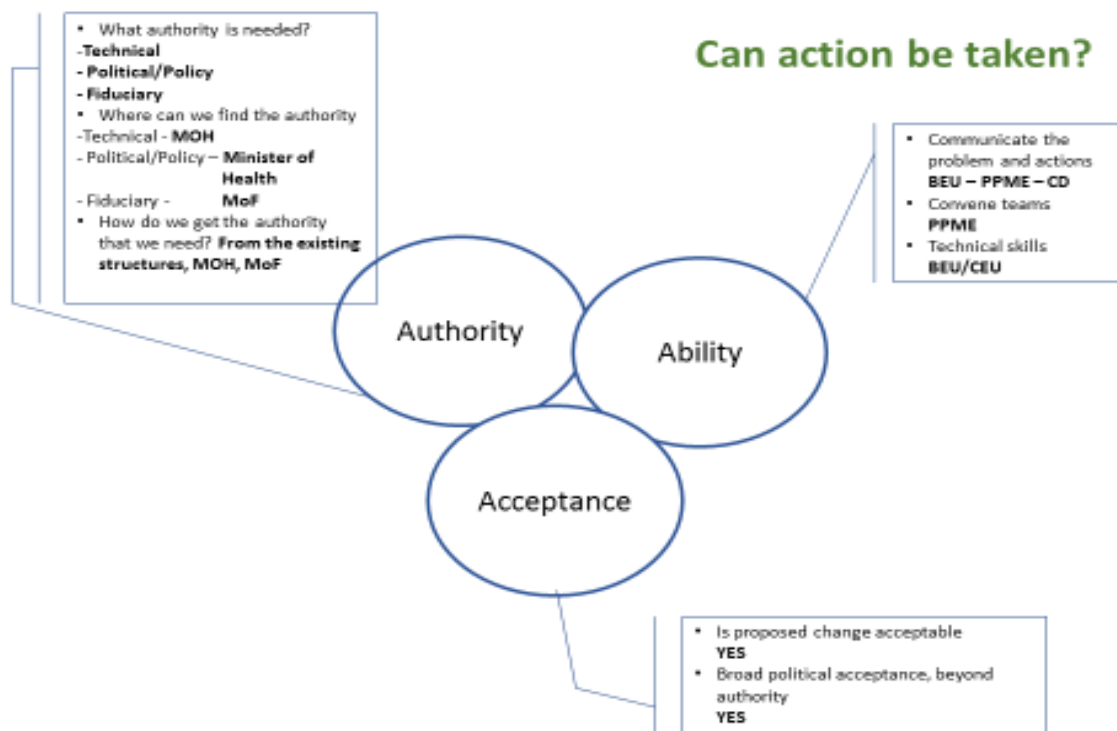 • What authority is needed?
-Technical
- Political/Policy
- Fiduciary
• Where can we find the authority
-Technical - MOH
- Political/Policy – Minister of
Health
- Fiduciary - MoF
• How do we get the authority
that we need? From the existing
structures, MOH, MoF
Can action be taken?
• Communicate the
problem and actions
BEU – PPME – CD
• Convene teams
PPME
• Technical skills
BEU/CEU
Authority
Ability
Acceptance
• Is proposed change acceptable
YES
• Broad political acceptance, beyond
authority
YES